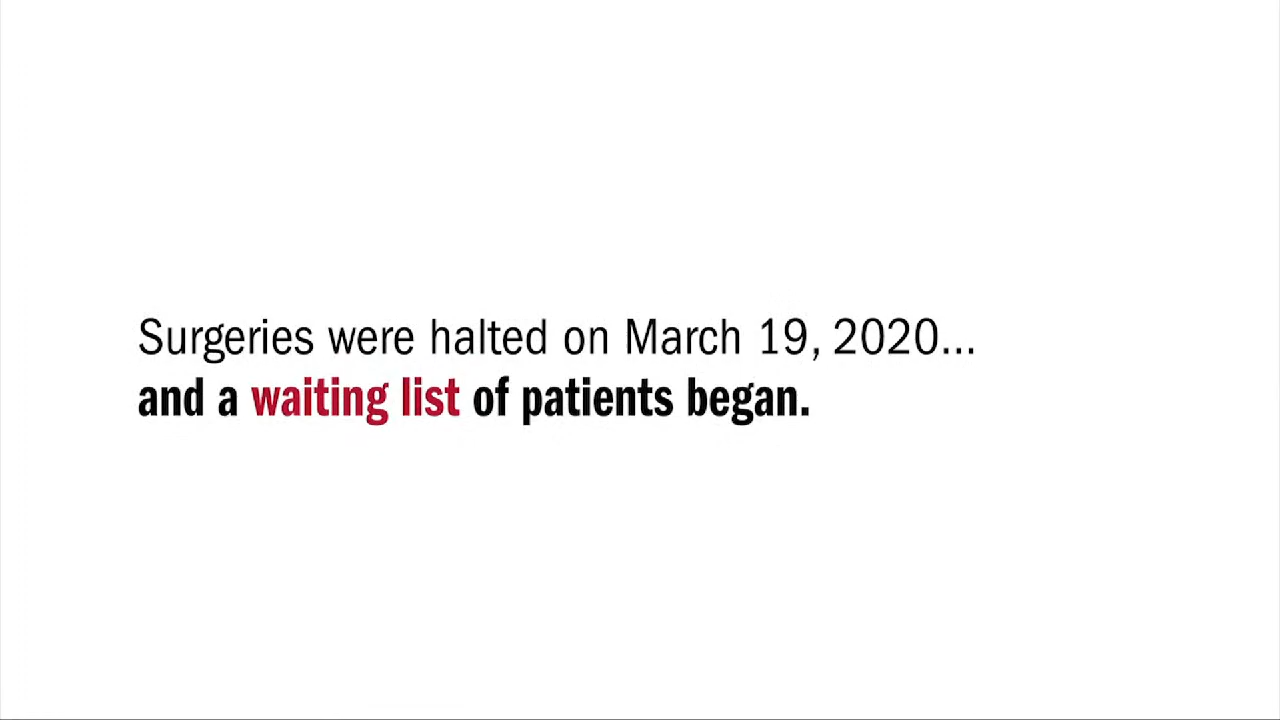 Surgeries were halted on March 19, 2020...
and a waiting list of patients began.